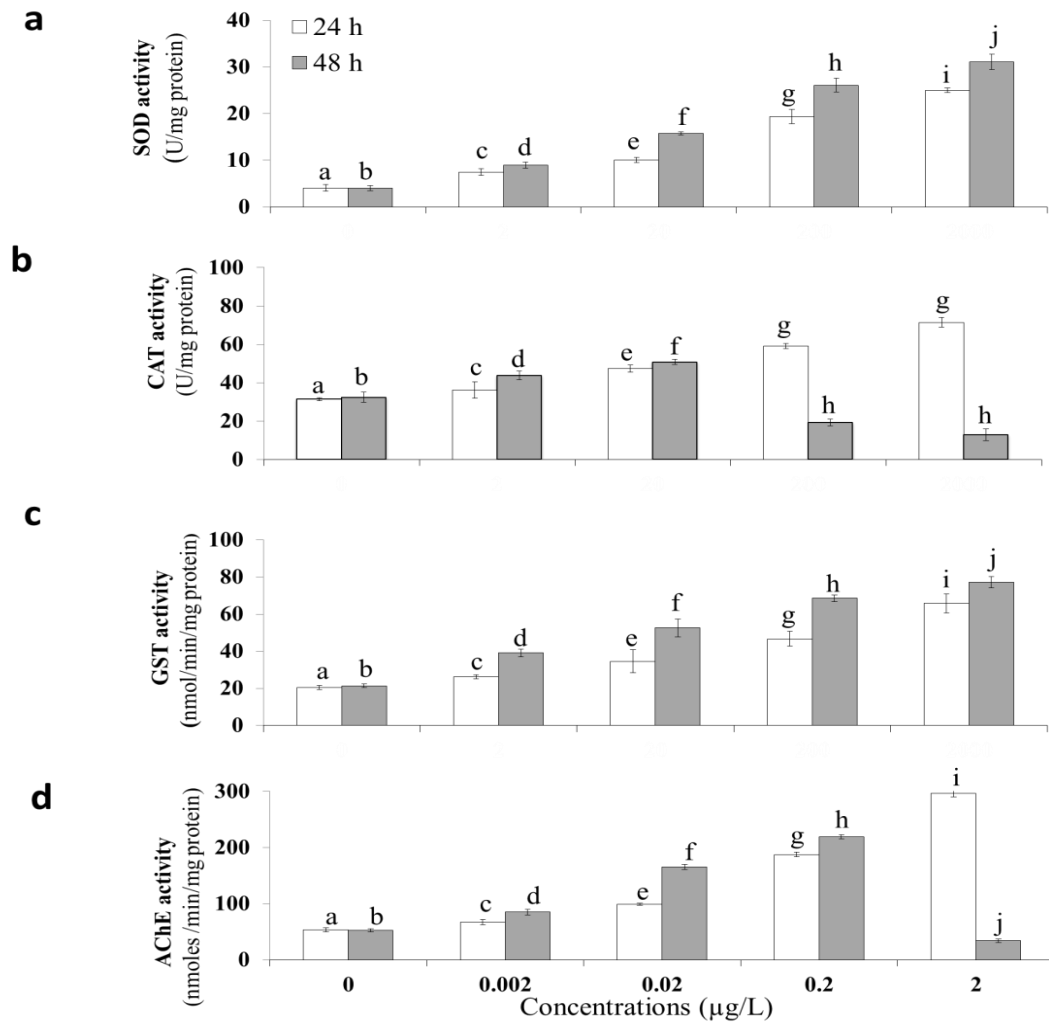 a
SOD activity
(U/mg protein)
40
30
20
10
0
24 h
48 h
a
b
c
d
e
f
g
h
i
j
b
CAT activity
(U/mg protein)
100
80
60
40
20
0
a
b
c
d
e
f
g
h
g
h
c
GST activity
(nmol/min/mg protein)
100
80
60
40
20
0
a
b
c
d
e
f
g
h
i
j
d
AChE activity
(nmoles /min/mg protein)
300
200
100
0
a
b
c
d
e
f
g
h
i
j
0 0.002 0.02 0.2 2
Concentrations (µg/L)